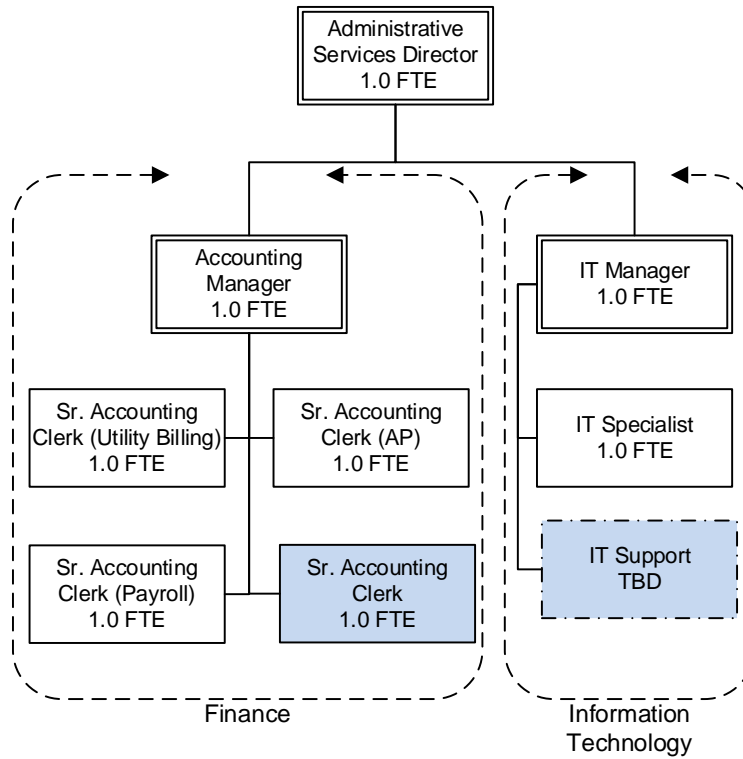 Administrative
Services Director
1.0 FTE
Accounting
Manager
1.0 FTE
IT Manager
1.0 FTE
Sr. Accounting
Clerk (Utility Billing)
1.0 FTE
Sr. Accounting
Clerk (AP)
1.0 FTE
IT Specialist
1.0 FTE
Sr. Accounting
Clerk (Payroll)
1.0 FTE
Sr. Accounting
Clerk
1.0 FTE
IT Support
TBD
Finance
Information
Technology